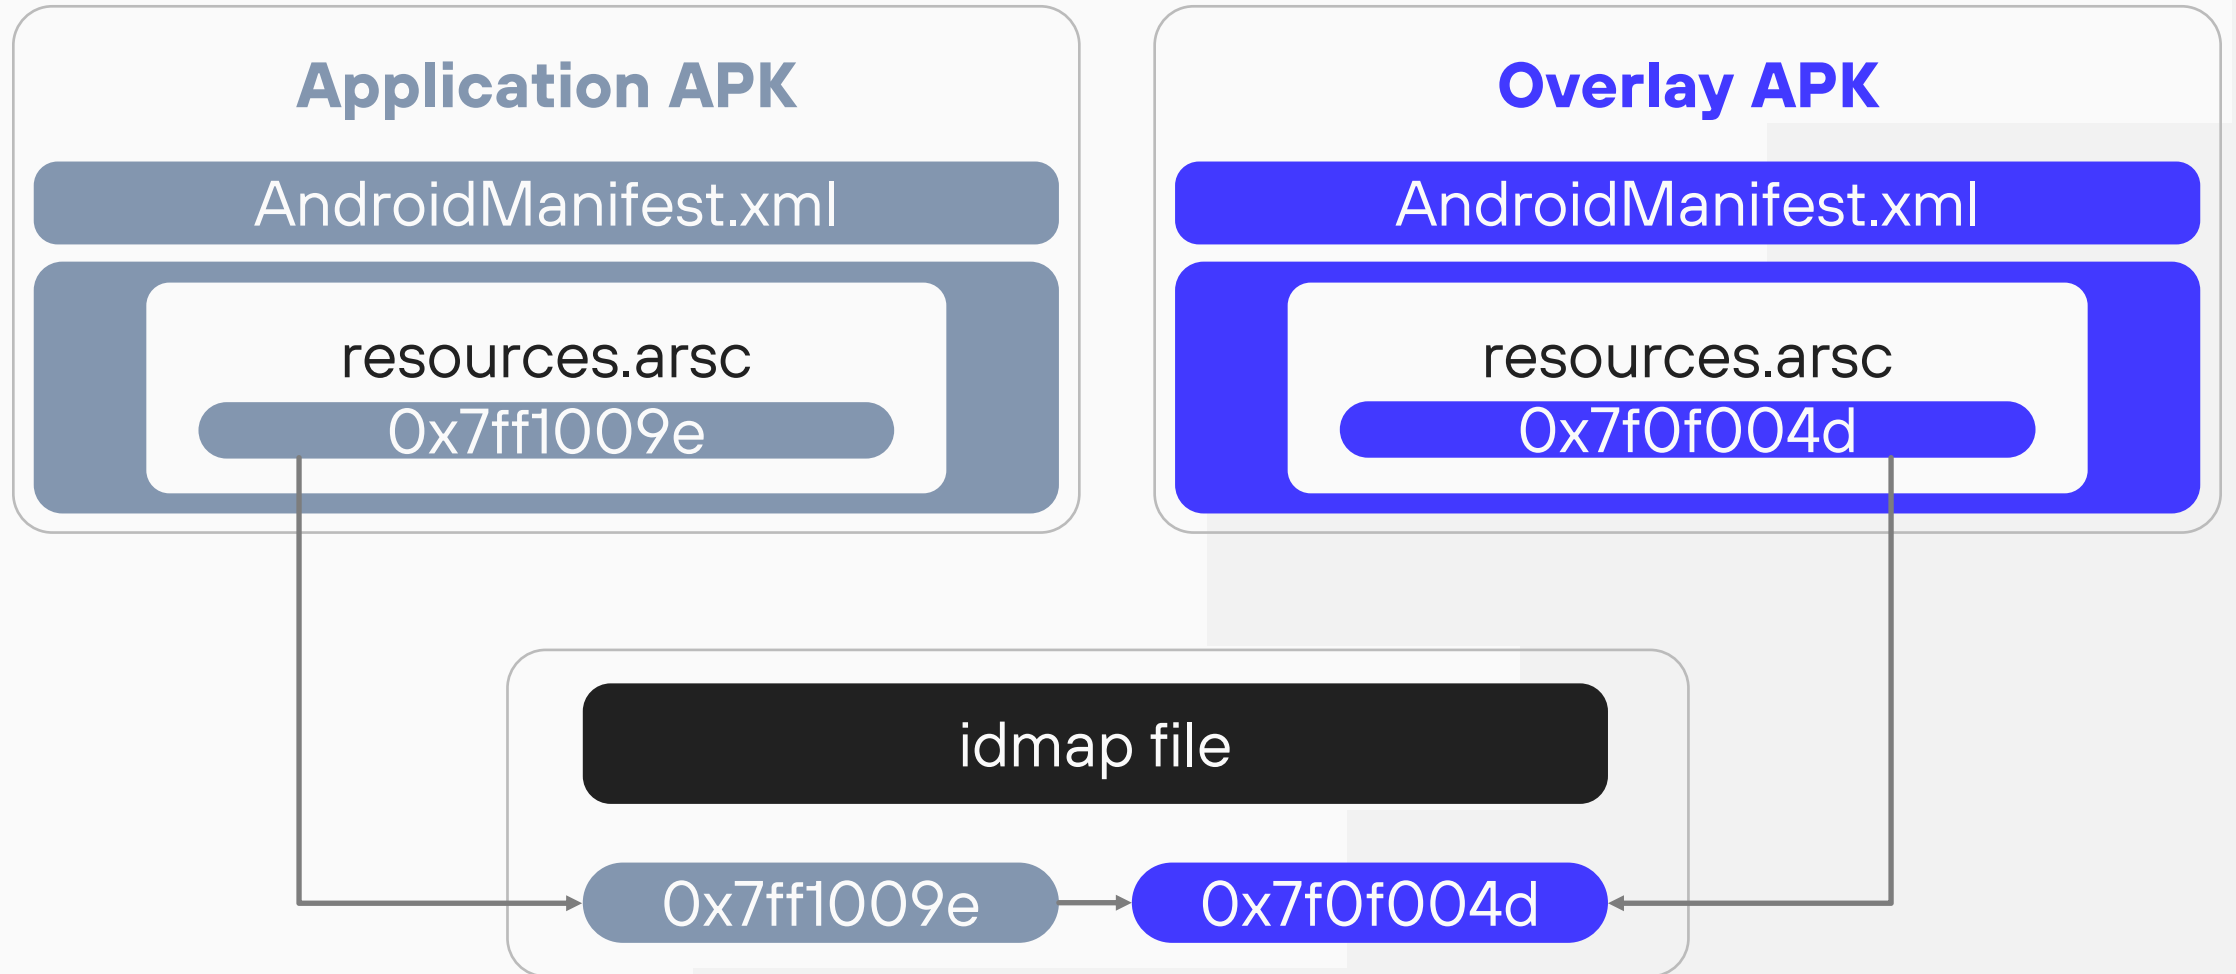 Application APK
AndroidManifest.xml
resources.arsc
0x7ff1009e
Overlay APK
AndroidManifest.xml
resources.arsc
0x7f0f004d
idmap file
0x7ff1009e
0x7f0f004d